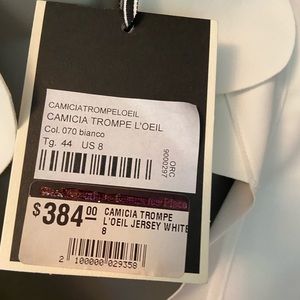 CAMICIATROMPELOEIL
CAMICIA TROMPE L'OEIL
Col. 070 bianco
Tg. 44 US 8
ORC
9000297
$384.00
CAMICIA TROMPE
L'OEIL JERSEY WHITE
8
2 100000 029358